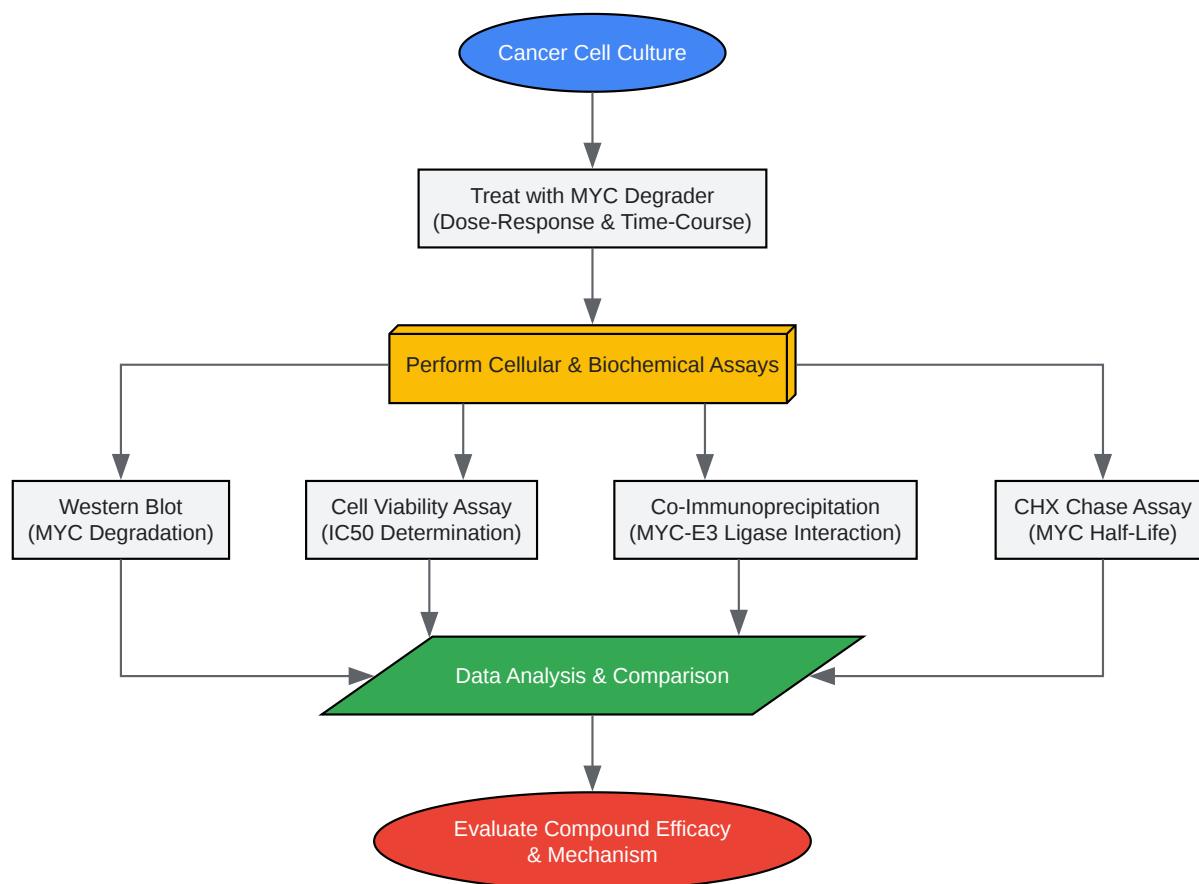 Cancer Cell Culture
Treat with MYC Degrader
(Dose-Response & Time-Course)
Perform Cellular & Biochemical Assays
Western Blot
(MYC Degradation)
Cell Viability Assay
(IC50 Determination)
Co-Immunoprecipitation
(MYC-E3 Ligase Interaction)
CHX Chase Assay
(MYC Half-Life)
Data Analysis & Comparison
Evaluate Compound Efficacy
& Mechanism